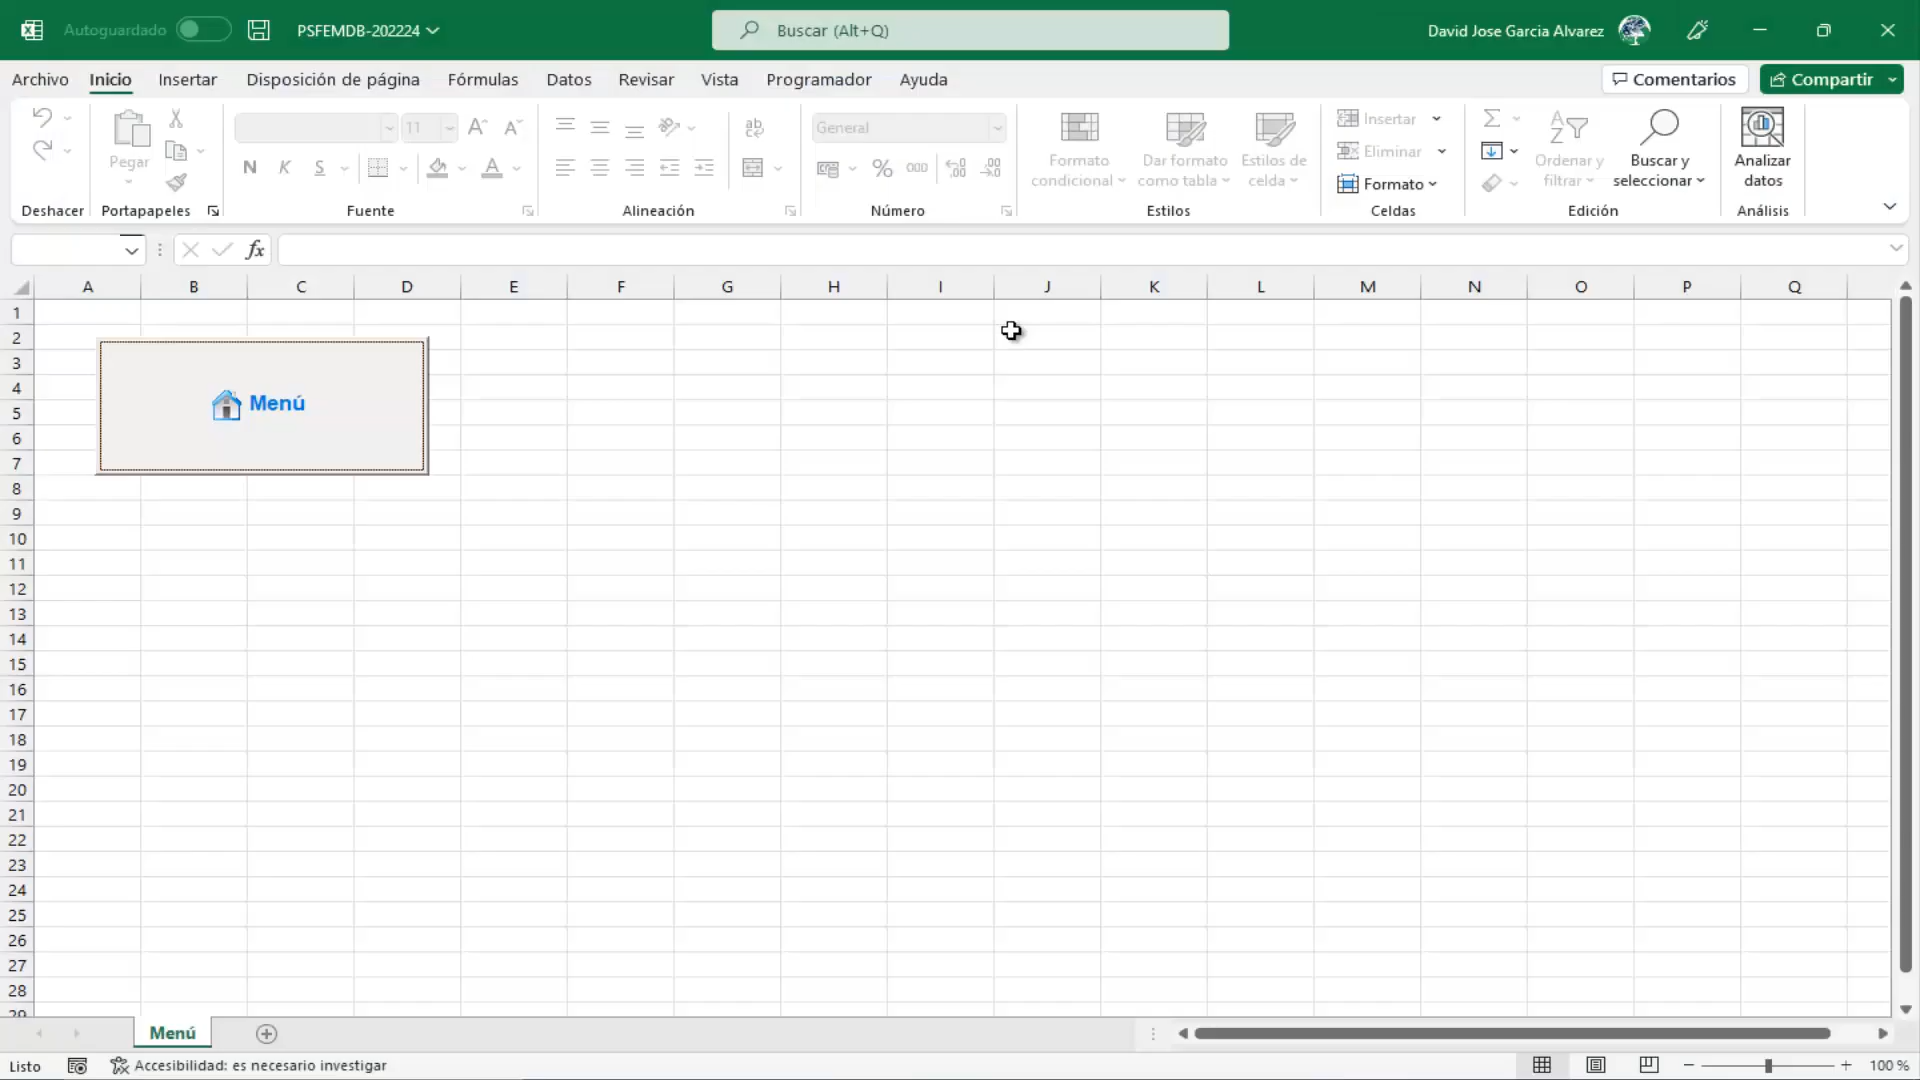 Autoguardado PSFEMDB-202224 Buscar (Alt+Q) David Jose Garcia Alvarez
Archivo Inicio Insertar Disposición de página Fórmulas Datos Revisar Vista Programador Ayuda Comentarios Compartir
Pegar
11
N K S
ab
General
% 000
Formato condicional
Dar formato como tabla
Estilos de celda
Insertar
Eliminar
Formato
Ordenar y filtrar
Buscar y seleccionar
Analizar datos
Deshacer Portapapeles Fuente Alineación Número Estilos Celdas Edición Análisis
fx
A B C D E F G H I J K L M N O P Q
1
2
3
4
5
6
7
8
9
10
11
12
13
14
15
16
17
18
19
20
21
22
23
24
25
26
27
28
29
Menú
Menú
Listo Accesibilidad: es necesario investigar 100 %